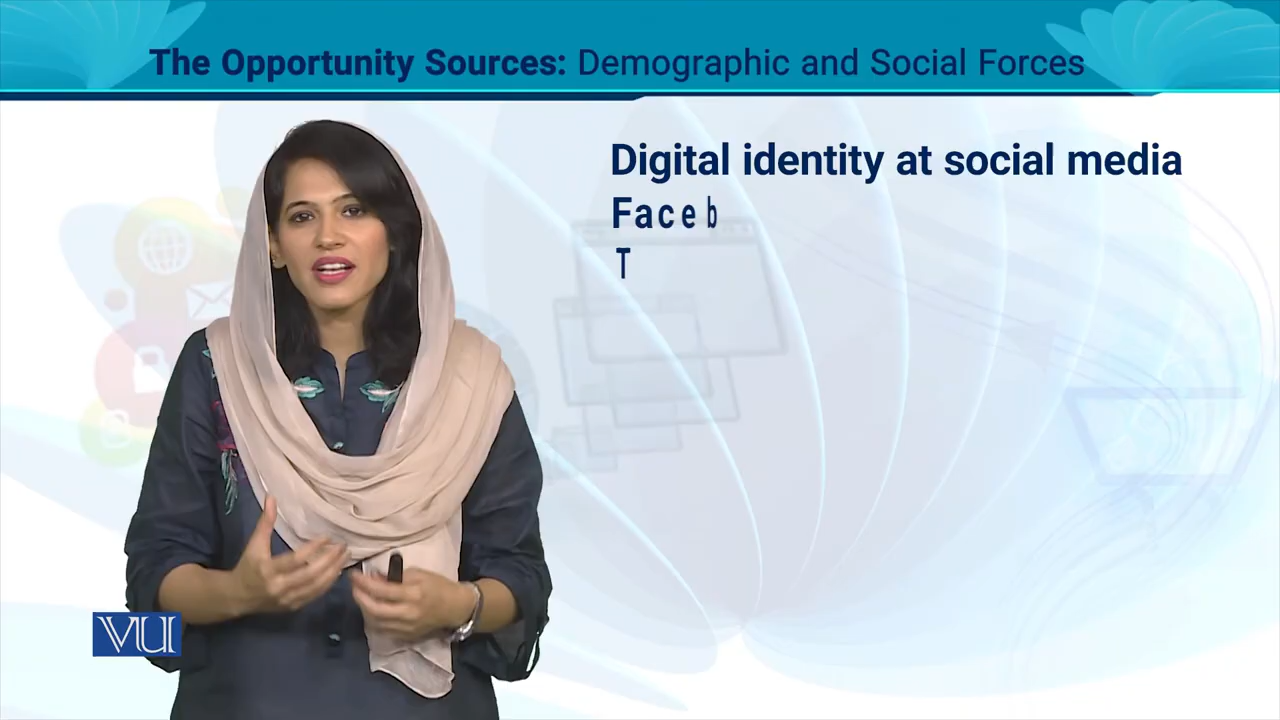 The Opportunity Sources: Demographic and Social Forces
Digital identity at social media
Faceb
T
VU